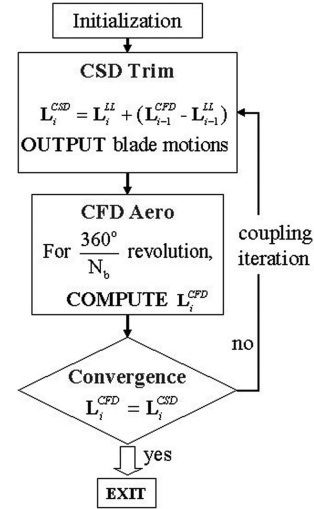 Initialization
CSD Trim
L_i^{CSD} = L_i^{LL} + (L_{i-1}^{CFD} - L_{i-1}^{LL})
OUTPUT blade motions
CFD Aero
For 360°/N_b revolution,
COMPUTE L_i^{CFD}
coupling
iteration
no
Convergence
L_i^{CFD} = L_i^{CSD}
yes
EXIT